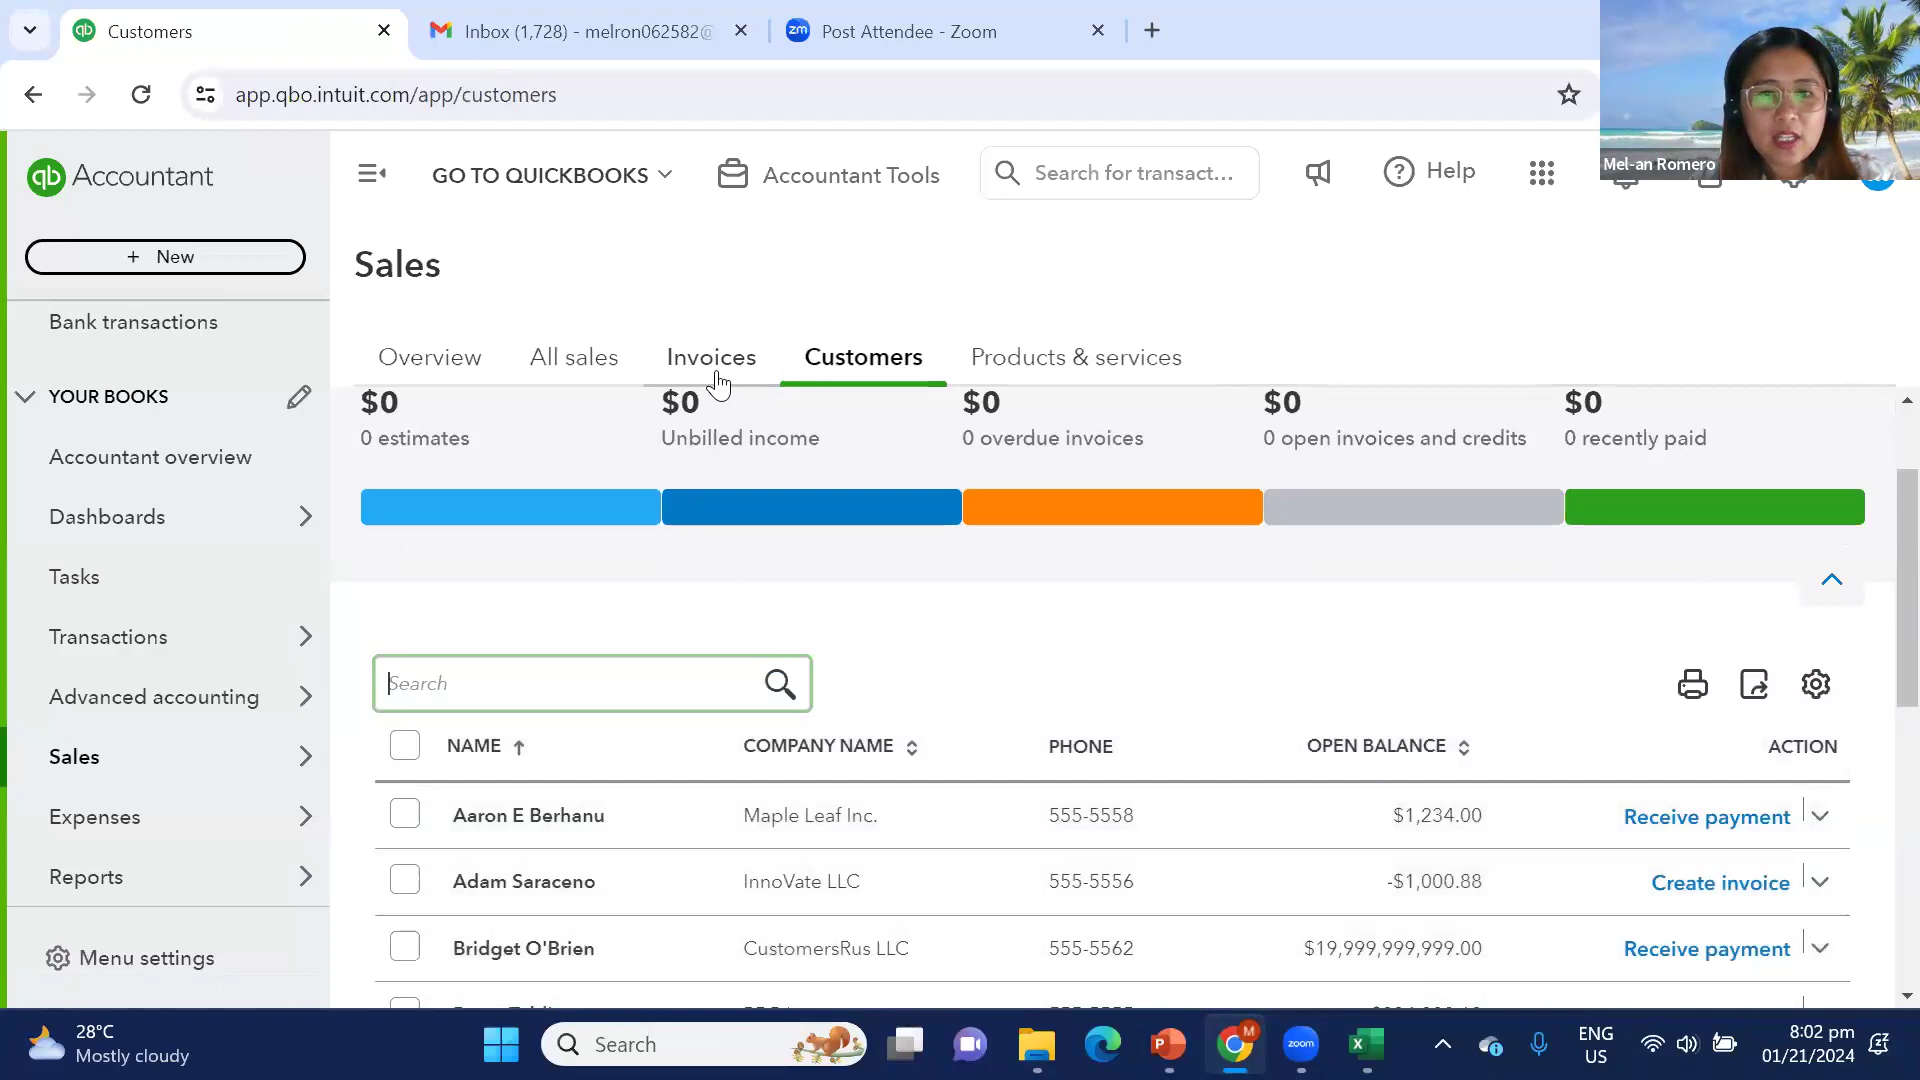 Customers
Inbox (1,728) - melron062582@
zm
Post Attendee - Zoom
app.qbo.intuit.com/app/customers
Mel-an Romero
qb Accountant
GO TO QUICKBOOKS
Accountant Tools
Search for transact...
Help
+ New
Sales
Bank transactions
Overview
All sales
Invoices
Customers
Products & services
YOUR BOOKS
$0
$0
$0
$0
$0
0 estimates
Unbilled income
0 overdue invoices
0 open invoices and credits
0 recently paid
Accountant overview
Dashboards
Tasks
Transactions
Advanced accounting
Sales
Expenses
Reports
Menu settings
Search
NAME
COMPANY NAME
PHONE
OPEN BALANCE
ACTION
Aaron E Berhanu
Maple Leaf Inc.
555-5558
$1,234.00
Receive payment
Adam Saraceno
InnoVate LLC
555-5556
-$1,000.88
Create invoice
Bridget O'Brien
CustomersRus LLC
555-5562
$19,999,999,999.00
Receive payment
28°C
Mostly cloudy
Search
M
zoom
ENG
US
8:02 pm
01/21/2024